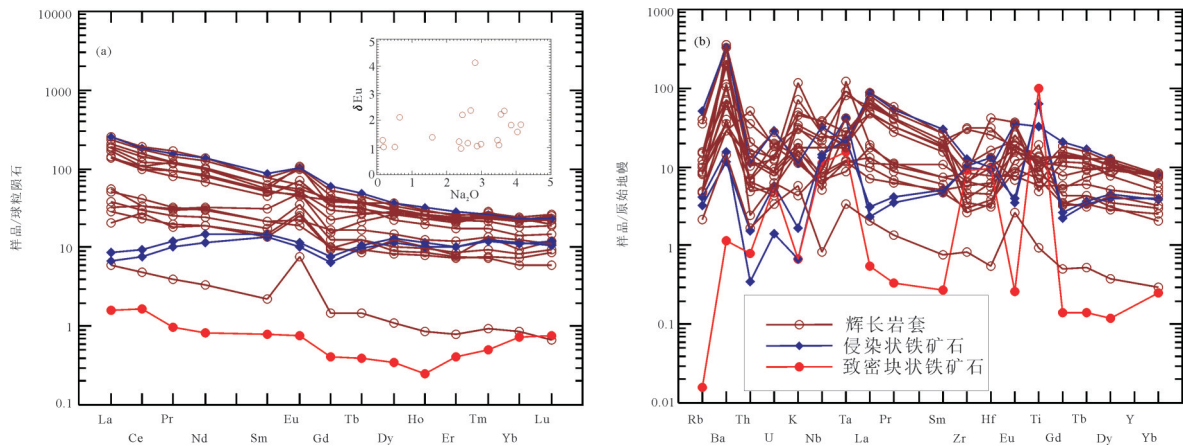 (a)
样品/球粒陨石
10000
1000
100
10
1
0.1
La
Ce
Pr
Nd
Sm
Eu
Gd
Tb
Dy
Ho
Er
Tm
Yb
Lu
δEu
5
4
3
2
1
0
0
1
2
3
4
5
Na₂O
(b)
样品/原始地幔
1000
100
10
1
0.1
0.01
Rb
Ba
Th
U
K
Nb
Ta
La
Pr
Sm
Zr
Hf
Eu
Ti
Gd
Tb
Dy
Y
Yb
辉长岩套
侵染状铁矿石
致密块状铁矿石